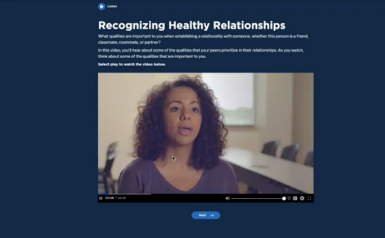 Listen
Recognizing Healthy Relationships
What qualities are important to you when establishing a relationship with someone, whether this person is a friend,
classmate, roommate, or partner?
In this video, you'll hear about some of the qualities that your peers prioritize in their relationships. As you watch,
think about some of the qualities that are important to you.
Select play to watch the video below.
Next